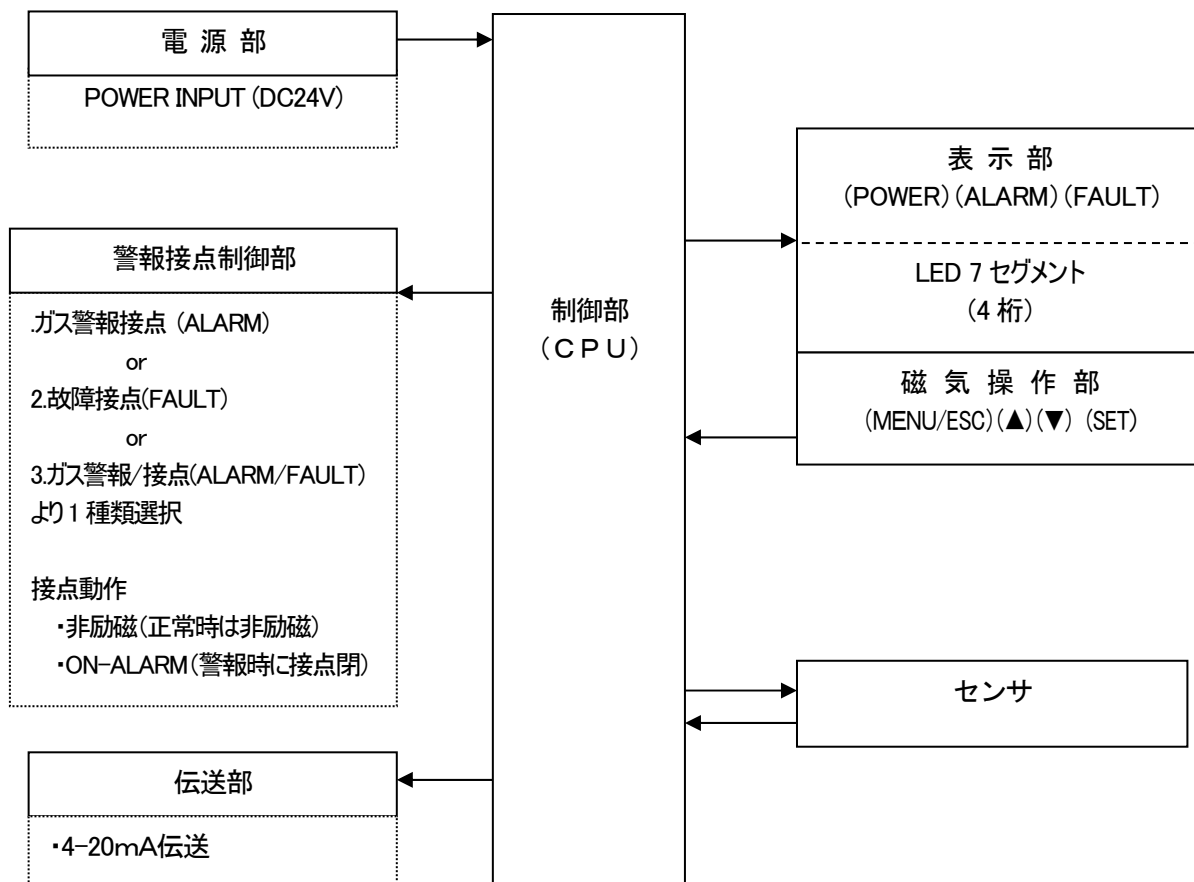 電 源 部
POWER INPUT (DC24V)
警報接点制御部
.ガス警報接点 (ALARM)
or
2.故障接点(FAULT)
or
3.ガス警報/接点(ALARM/FAULT)
より1種類選択
接点動作
・非励磁(正常時は非励磁)
・ON-ALARM(警報時に接点閉)
伝送部
・4-20mA伝送
制御部
(CPU)
表 示 部
(POWER)(ALARM)(FAULT)
LED 7 セグメント
(4 桁)
磁 気 操 作 部
(MENU/ESC)(▲)(▼) (SET)
センサ